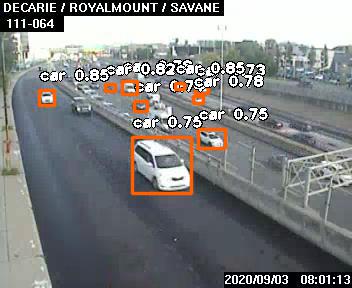 DECARIE / ROYALMOUNT / SAVANE
111-064
car 0.85 car 0.82 car 0.85
car 0.78
car 0.75 car 0.75
2020/09/03 08:01:13